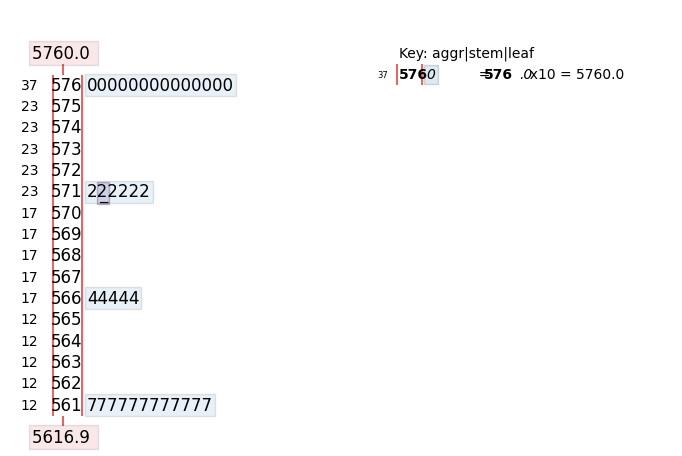 5760.0
37 576 00000000000000
23 575
23 574
23 573
23 572
23 571 222222
17 570
17 569
17 568
17 567
17 566 44444
12 565
12 564
12 563
12 562
12 561 777777777777
5616.9
Key: aggr|stem|leaf
37 576 0 =576 .0x10 = 5760.0